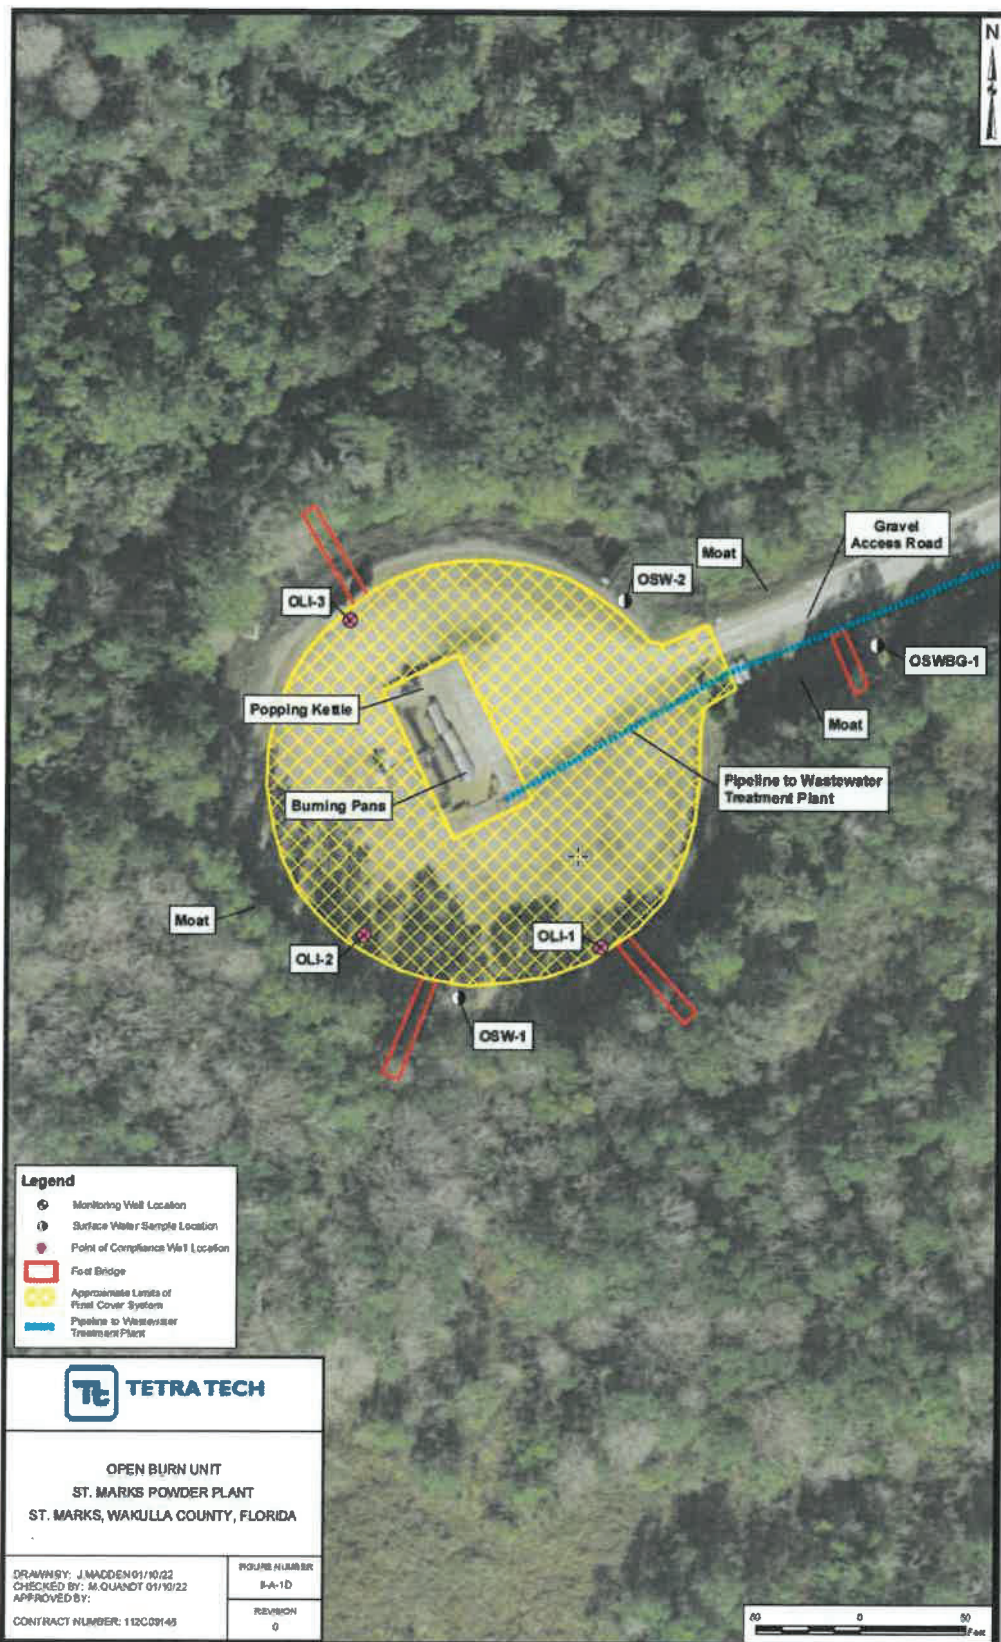 N
Gravel
Access Road
Moat
OSW-2
OLI-3
OSWBG-1
Popping Kettle
Moat
Pipeline to Wastewater
Treatment Plant
Burning Pans
Moat
OLI-1
OLI-2
OSW-1
Legend
Monitoring Well Location
Surface Water Sample Location
Point of Compliance Well Location
Foot Bridge
Approximate Limits of
Final Cover System
Pipeline to Wastewater
Treatment Plant
Tt TETRA TECH
OPEN BURN UNIT
ST. MARKS POWDER PLANT
ST. MARKS, WAKULLA COUNTY, FLORIDA
DRAWN BY: J.MADDEN 01/10/22
CHECKED BY: M.QUANDT 01/10/22
APPROVED BY:
CONTRACT NUMBER: 112C09146
FIGURE NUMBER
II-A-1D
REVISION
0
0
Feet